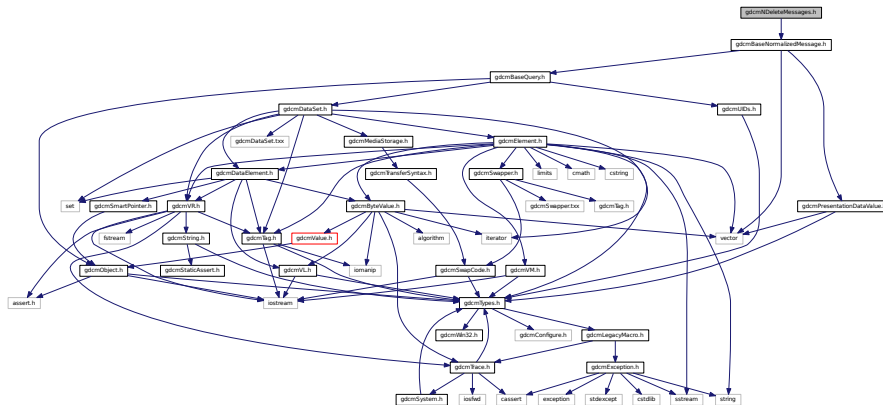 gdcmNDeleteMessages.h
gdcmBaseNormalizedMessage.h
gdcmBaseQuery.h
gdcmDataSet.h
gdcmUIDs.h
gdcmDataSet.txx
gdcmMediaStorage.h
gdcmElement.h
gdcmDataElement.h
gdcmTransferSyntax.h
gdcmSwapper.h
limits
cmath
cstring
set
gdcmSmartPointer.h
gdcmVR.h
gdcmByteValue.h
gdcmSwapper.txx
gdcmTag.h
gdcmPresentationDataValue.h
fstream
gdcmString.h
gdcmTag.h
gdcmValue.h
algorithm
iterator
vector
gdcmObject.h
gdcmStaticAssert.h
gdcmVL.h
iomanip
gdcmSwapCode.h
gdcmVM.h
assert.h
iostream
gdcmTypes.h
gdcmWin32.h
gdcmConfigure.h
gdcmLegacyMacro.h
gdcmTrace.h
gdcmException.h
gdcmSystem.h
iosfwd
cassert
exception
stdexcept
cstdlib
sstream
string